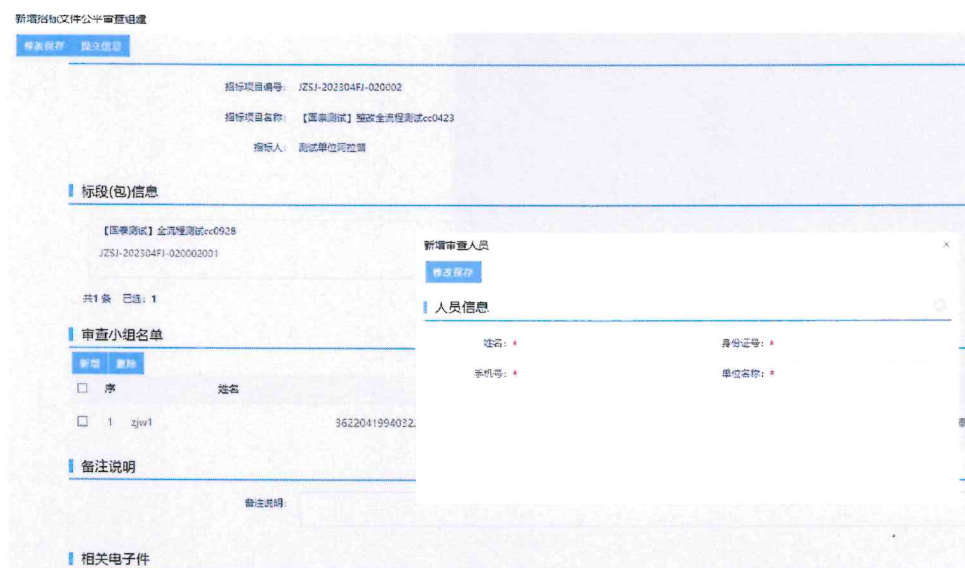 新增招标文件公平审查组建
修改保存 提交信息
招标项目编号： JZSJ-202304FJ-020002
招标项目名称： 【国泰测试】整改全流程测试cc0423
招标人： 测试单位阿拉蕾
标段(包)信息
【国泰测试】全流程测试cc0928
JZSJ-202304FJ-020002001
共1 条 已选：1
审查小组名单
新增 删除
序 姓名
1 zjw1 3622041994032
备注说明
备注说明：
相关电子件
新增审查人员
修改保存
人员信息
姓名：* 身份证号：*
手机号：* 单位名称：*